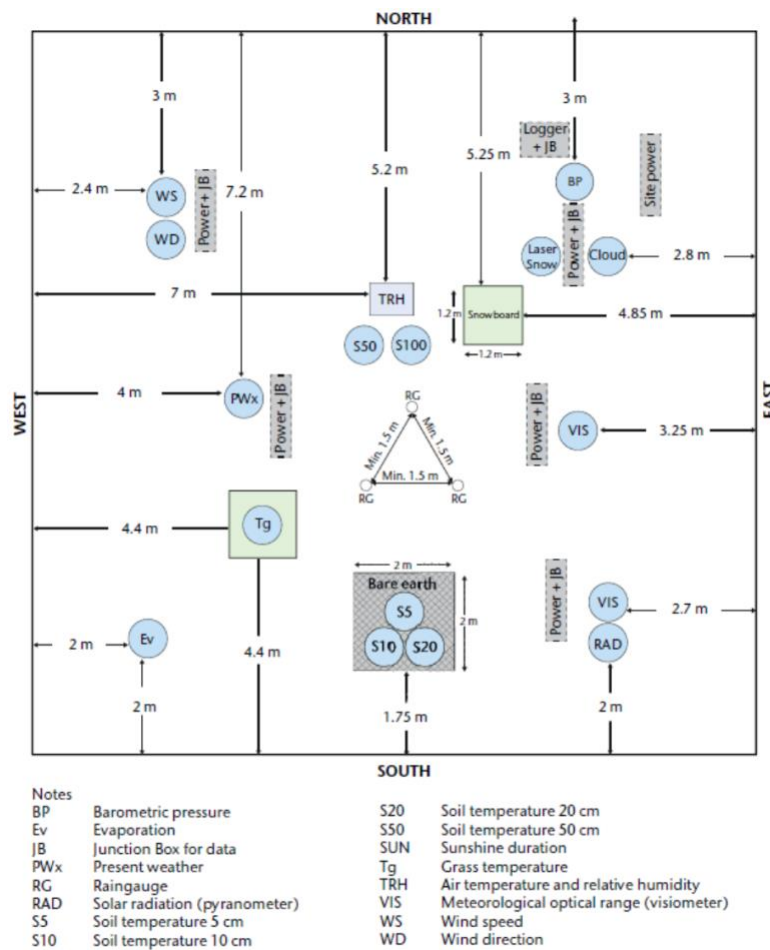 NORTH
3 m
3 m
Logger
+ JB
Site power
5.2 m
5.25 m
7.2 m
2.4 m
WS
WD
Power + JB
BP
Power + JB
Laser
Snow
Cloud
2.8 m
7 m
TRH
1.2 m
Snowboard
4.85 m
1.2 m
S50
S100
WEST
EAST
4 m
PWx
Power + JB
RG
Min. 1.5 m
Min. 1.5 m
Min. 1.5 m
RG
RG
Power + JB
VIS
3.25 m
4.4 m
Tg
2 m
Bare earth
S5
S10
S20
2 m
Power + JB
VIS
RAD
2.7 m
2 m
Ev
4.4 m
2 m
1.75 m
2 m
SOUTH
Notes
BP Barometric pressure
Ev Evaporation
JB Junction Box for data
PWx Present weather
RG Raingauge
RAD Solar radiation (pyranometer)
S5 Soil temperature 5 cm
S10 Soil temperature 10 cm
S20 Soil temperature 20 cm
S50 Soil temperature 50 cm
SUN Sunshine duration
Tg Grass temperature
TRH Air temperature and relative humidity
VIS Meteorological optical range (visiometer)
WS Wind speed
WD Wind direction